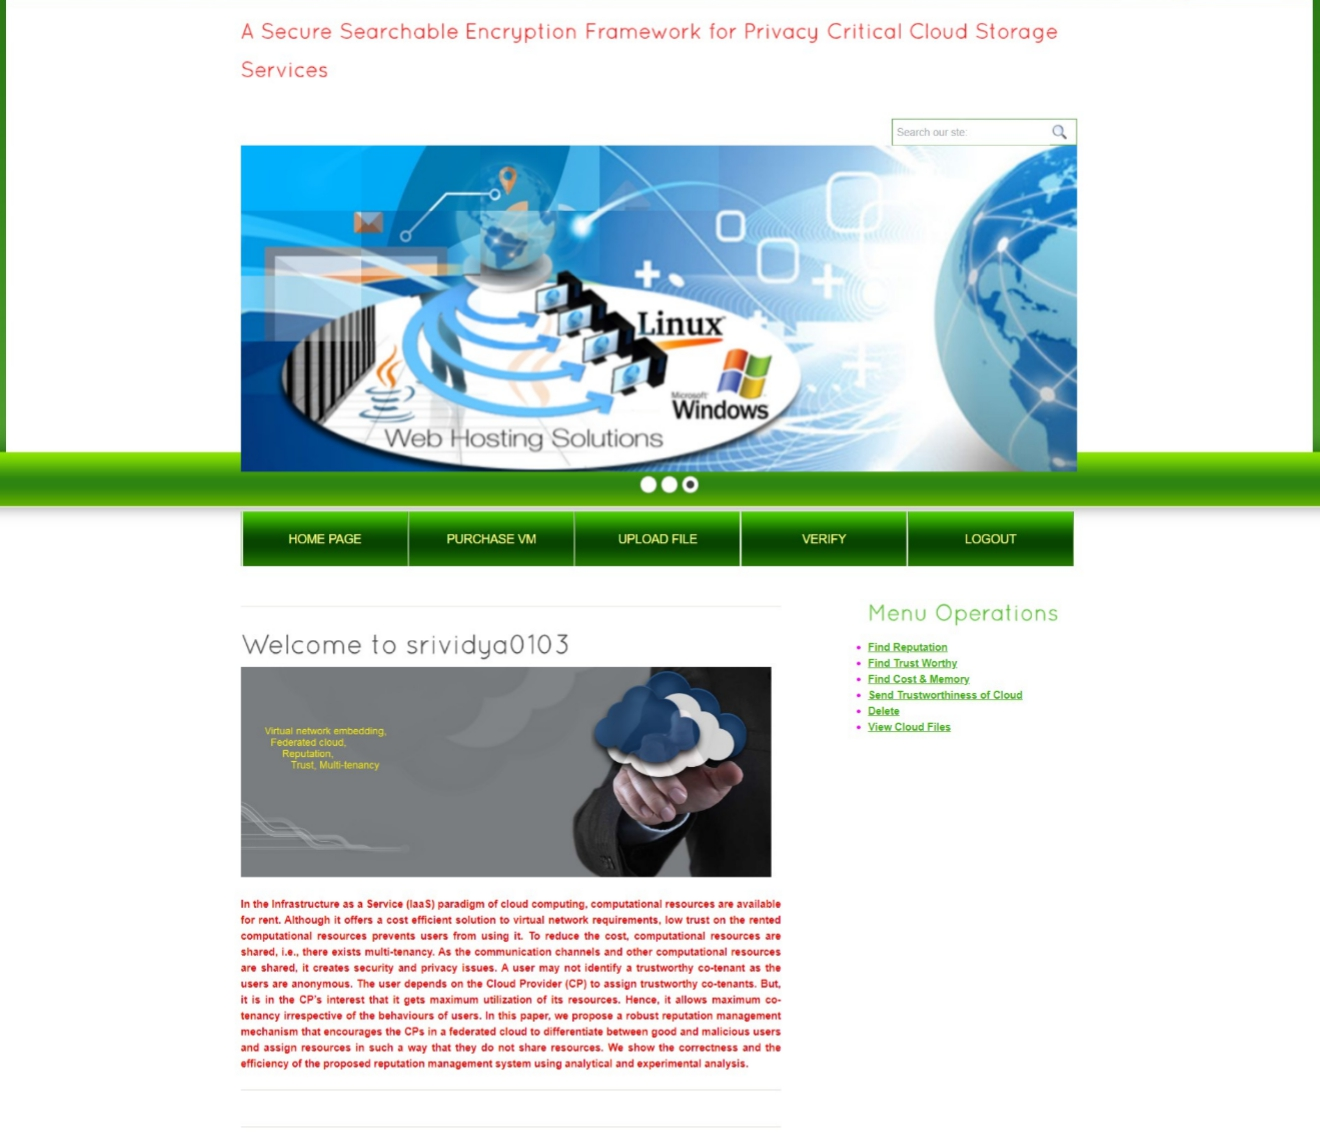 A Secure Searchable Encryption Framework for Privacy Critical Cloud Storage
Services
Search our ste:
Linux
Microsoft
Windows
Web Hosting Solutions
HOME PAGE
PURCHASE VM
UPLOAD FILE
VERIFY
LOGOUT
Welcome to srividya0103
Virtual network embedding,
Federated cloud,
Reputation,
Trust, Multi-tenancy
In the Infrastructure as a Service (IaaS) paradigm of cloud computing, computational resources are available
for rent. Although it offers a cost efficient solution to virtual network requirements, low trust on the rented
computational resources prevents users from using it. To reduce the cost, computational resources are
shared, i.e., there exists multi-tenancy. As the communication channels and other computational resources
are shared, it creates security and privacy issues. A user may not identify a trustworthy co-tenant as the
users are anonymous. The user depends on the Cloud Provider (CP) to assign trustworthy co-tenants. But,
it is in the CP's interest that it gets maximum utilization of its resources. Hence, it allows maximum co-
tenancy irrespective of the behaviours of users. In this paper, we propose a robust reputation management
mechanism that encourages the CPs in a federated cloud to differentiate between good and malicious users
and assign resources in such a way that they do not share resources. We show the correctness and the
efficiency of the proposed reputation management system using analytical and experimental analysis.
Menu Operations
Find Reputation
Find Trust Worthy
Find Cost & Memory
Send Trustworthiness of Cloud
Delete
View Cloud Files